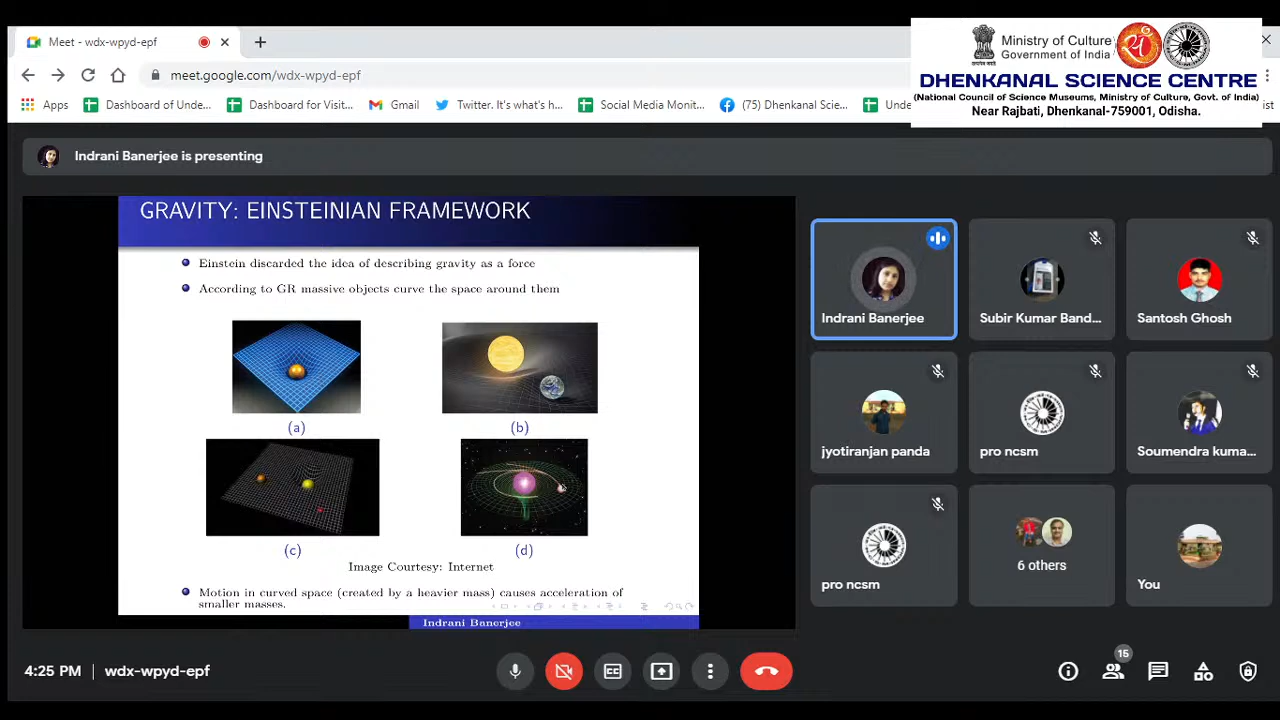 Meet - wdx-wpyd-epf
meet.google.com/wdx-wpyd-epf
Apps
Dashboard of Unde...
Dashboard for Visit...
Gmail
Twitter. It's what's h...
Social Media Monit...
(75) Dhenkanal Scie...
Unde
ist
Ministry of Culture
Government of India
DHENKANAL SCIENCE CENTRE
(National Council of Science Museums, Ministry of Culture, Govt. of India)
Near Rajbati, Dhenkanal-759001, Odisha.
Indrani Banerjee is presenting
GRAVITY: EINSTEINIAN FRAMEWORK
Einstein discarded the idea of describing gravity as a force
According to GR massive objects curve the space around them
(a)
(b)
(c)
(d)
Image Courtesy: Internet
Motion in curved space (created by a heavier mass) causes acceleration of
smaller masses.
Indrani Banerjee
Indrani Banerjee
Subir Kumar Band...
Santosh Ghosh
jyotiranjan panda
pro ncsm
Soumendra kuma...
pro ncsm
6 others
You
4:25 PM
wdx-wpyd-epf
15